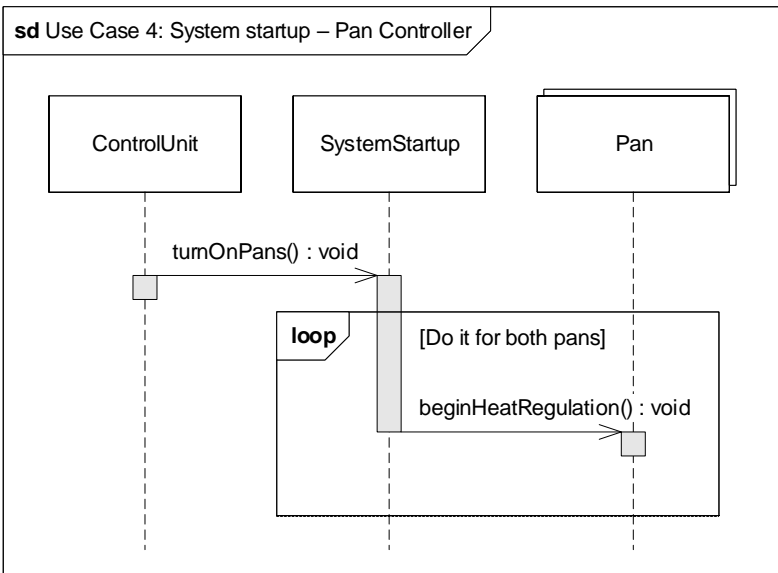 sd Use Case 4: System startup – Pan Controller
ControlUnit
SystemStartup
Pan
turnOnPans() : void
loop
[Do it for both pans]
beginHeatRegulation() : void